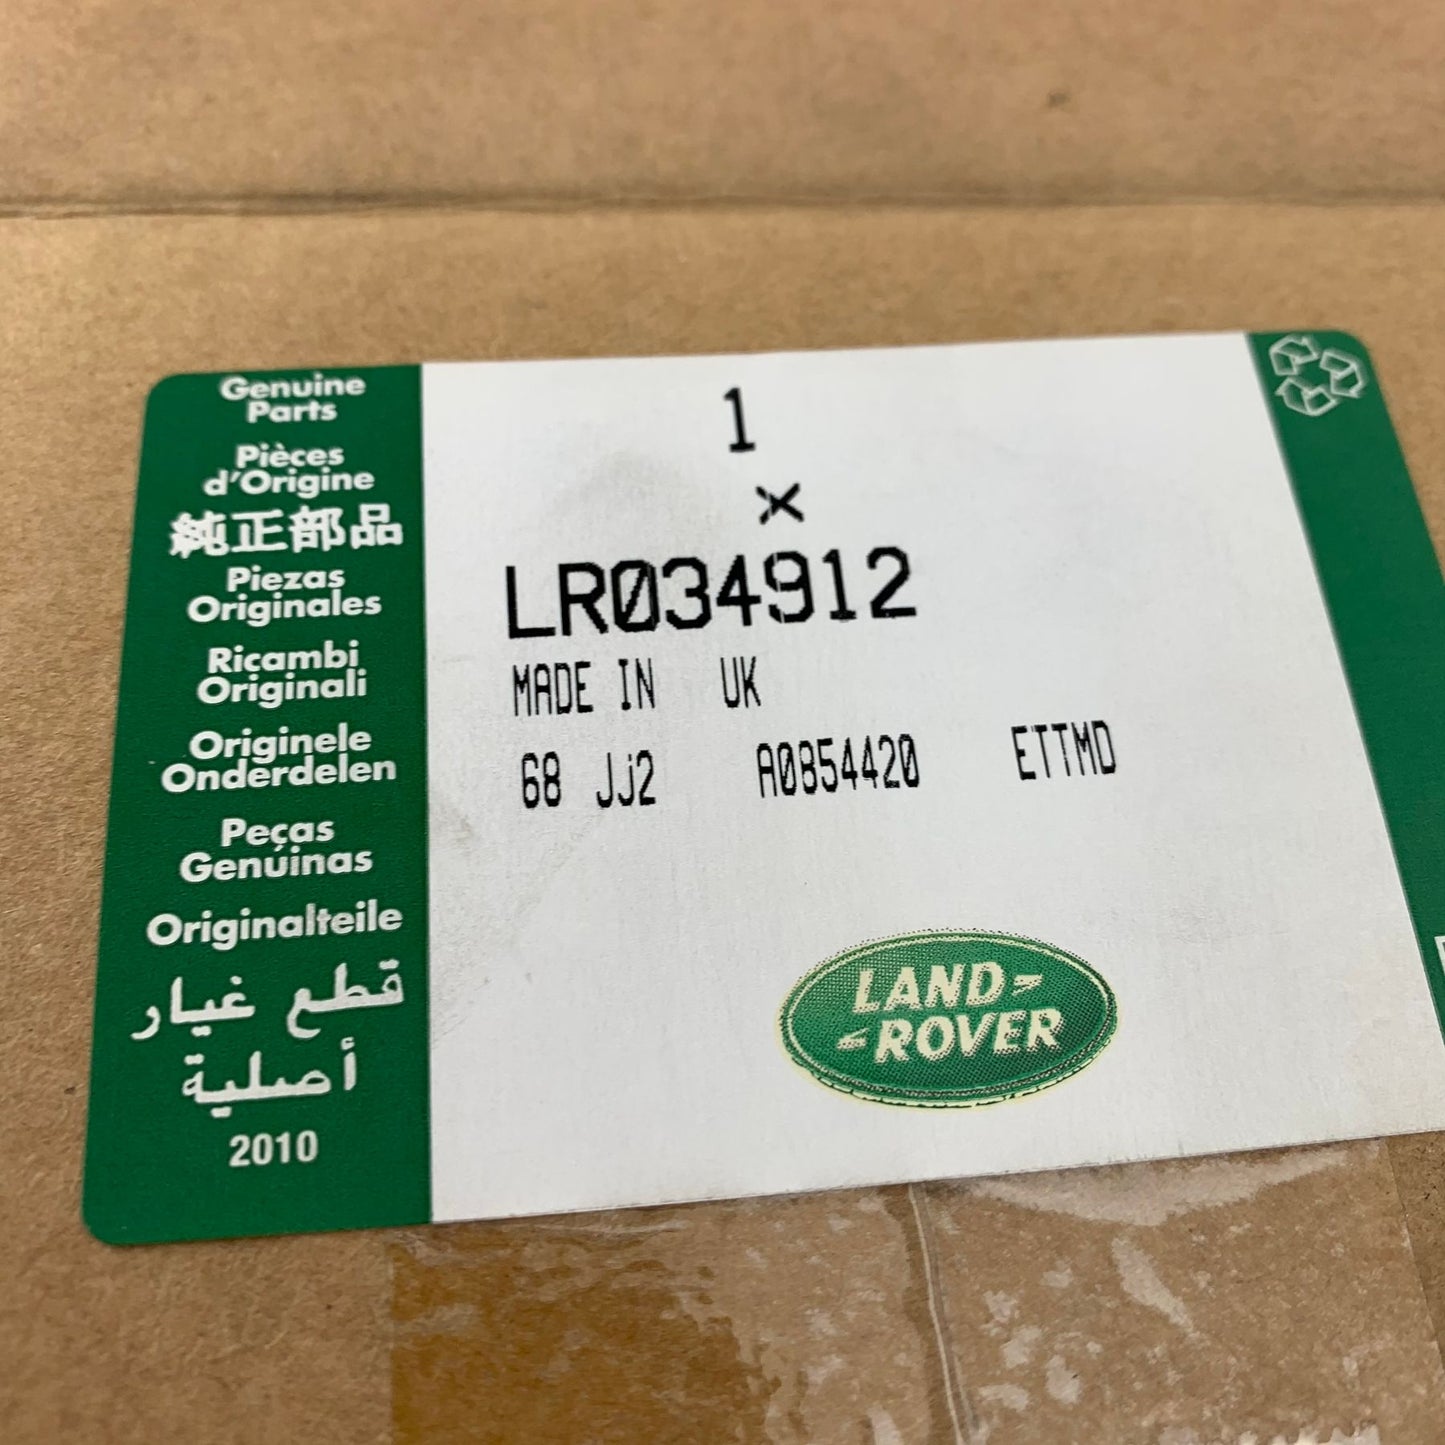 Genuine
Parts
Pièces
d'Origine
純正部品
Piezas
Originales
Ricambi
Originali
Originele
Onderdelen
Peças
Genúinas
Originalteile
قطع غيار
أصلية
2010
1
×
LR034912
MADE IN UK
68 Jj2 A0854420 ETTMD
LAND-
-ROVER